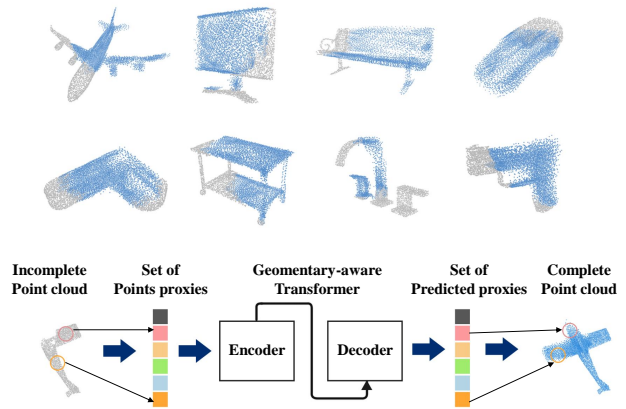 Incomplete
Point cloud
Set of
Points proxies
Geomentary-aware
Transformer
Set of
Predicted proxies
Complete
Point cloud
Encoder
Decoder